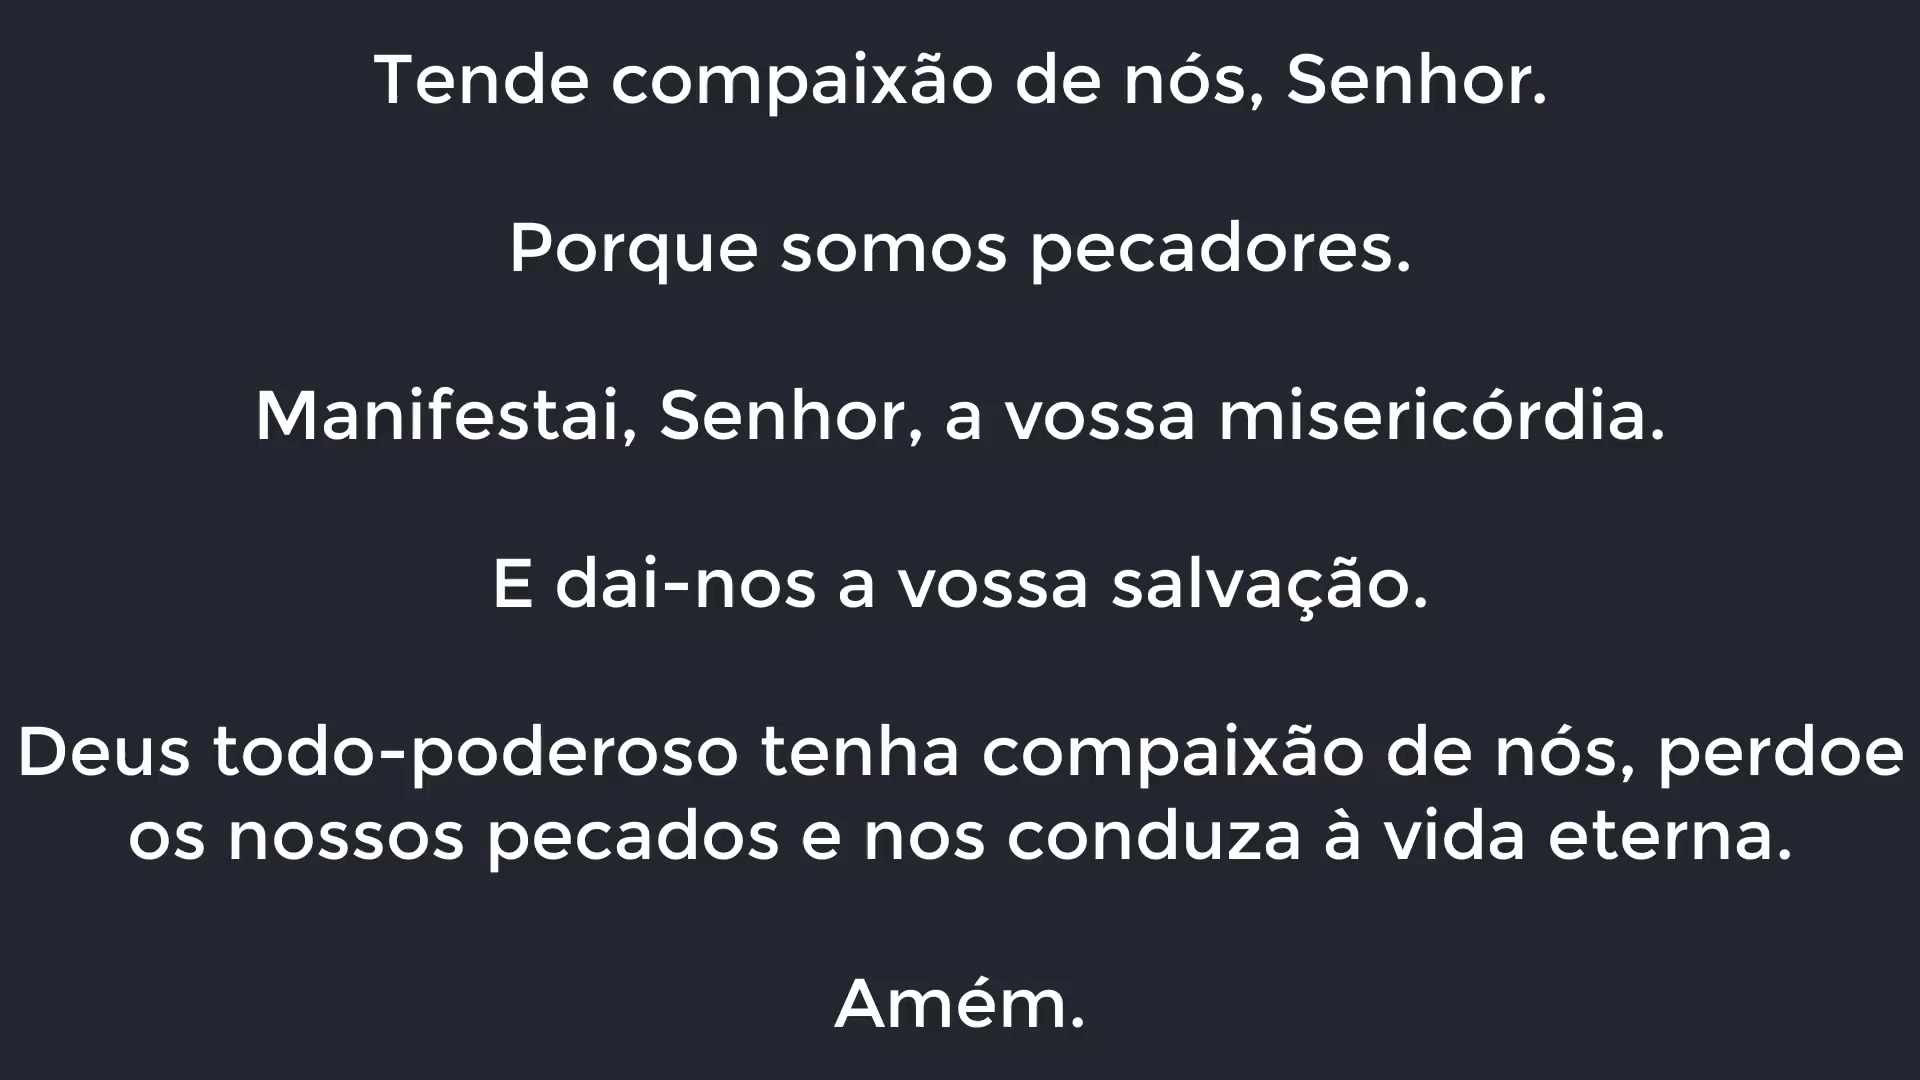 Tende compaixão de nós, Senhor.
Porque somos pecadores.
Manifestai, Senhor, a vossa misericórdia.
E dai-nos a vossa salvação.
Deus todo-poderoso tenha compaixão de nós, perdoe
os nossos pecados e nos conduza à vida eterna.
Amém.